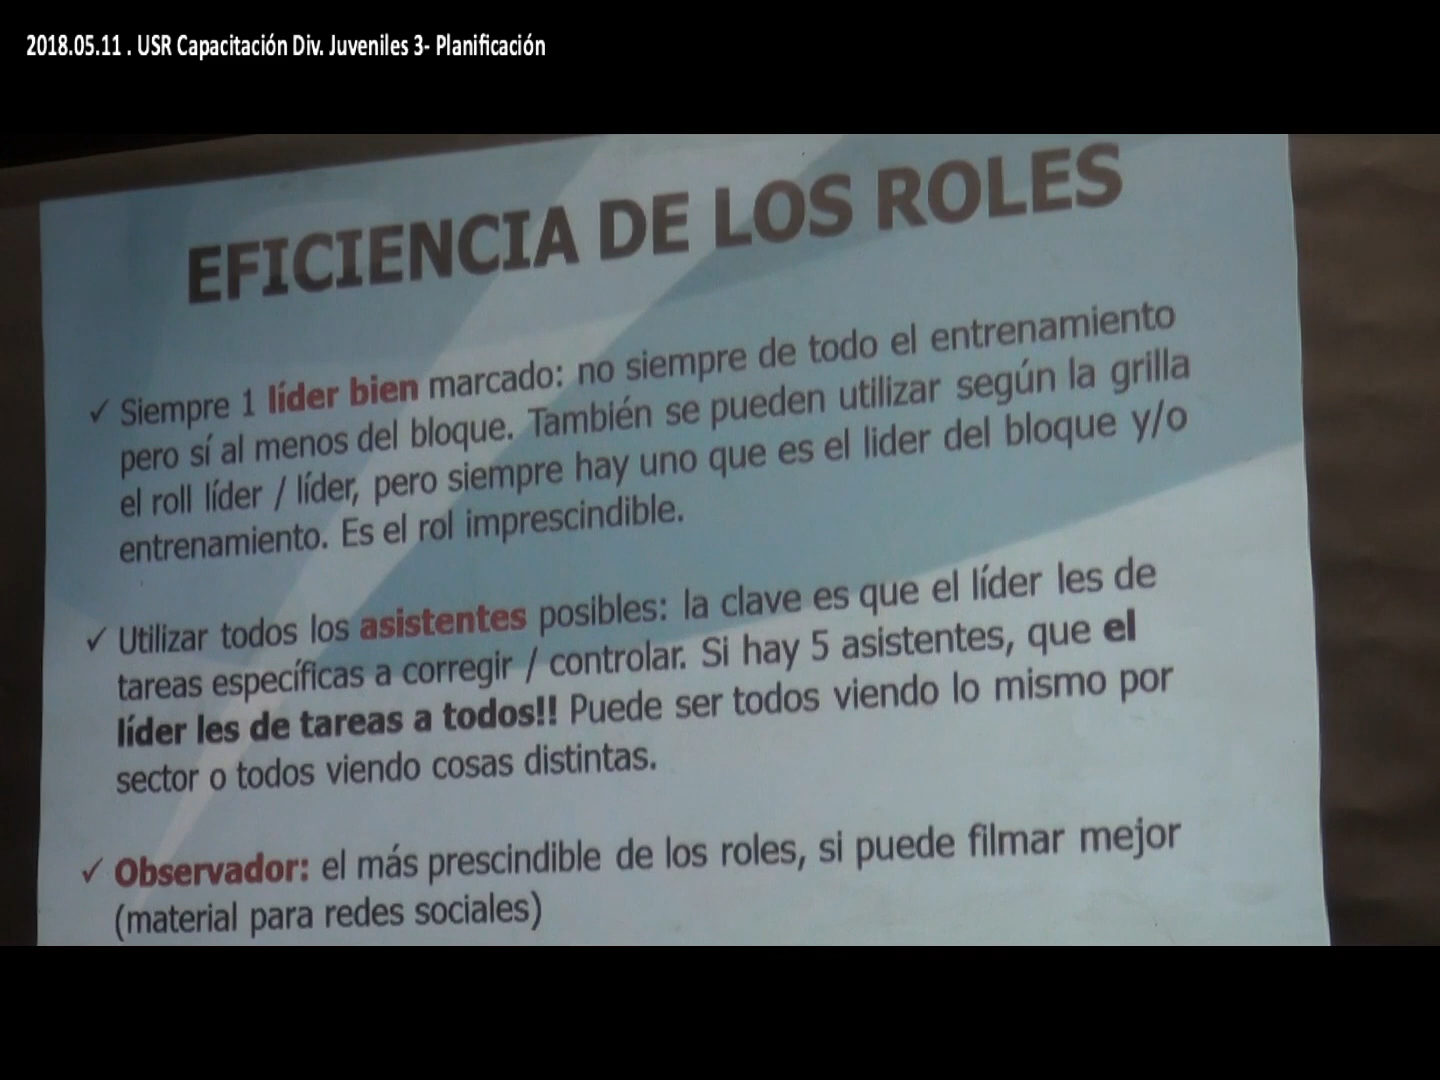 2018.05.11 . USR Capacitación Div. Juveniles 3- Planificación
EFICIENCIA DE LOS ROLES
✓ Siempre 1 líder bien marcado: no siempre de todo el entrenamiento
pero sí al menos del bloque. También se pueden utilizar según la grilla
el roll líder / líder, pero siempre hay uno que es el lider del bloque y/o
entrenamiento. Es el rol imprescindible.
✓ Utilizar todos los asistentes posibles: la clave es que el líder les de
tareas específicas a corregir / controlar. Si hay 5 asistentes, que el
líder les de tareas a todos!! Puede ser todos viendo lo mismo por
sector o todos viendo cosas distintas.
✓ Observador: el más prescindible de los roles, si puede filmar mejor
(material para redes sociales)